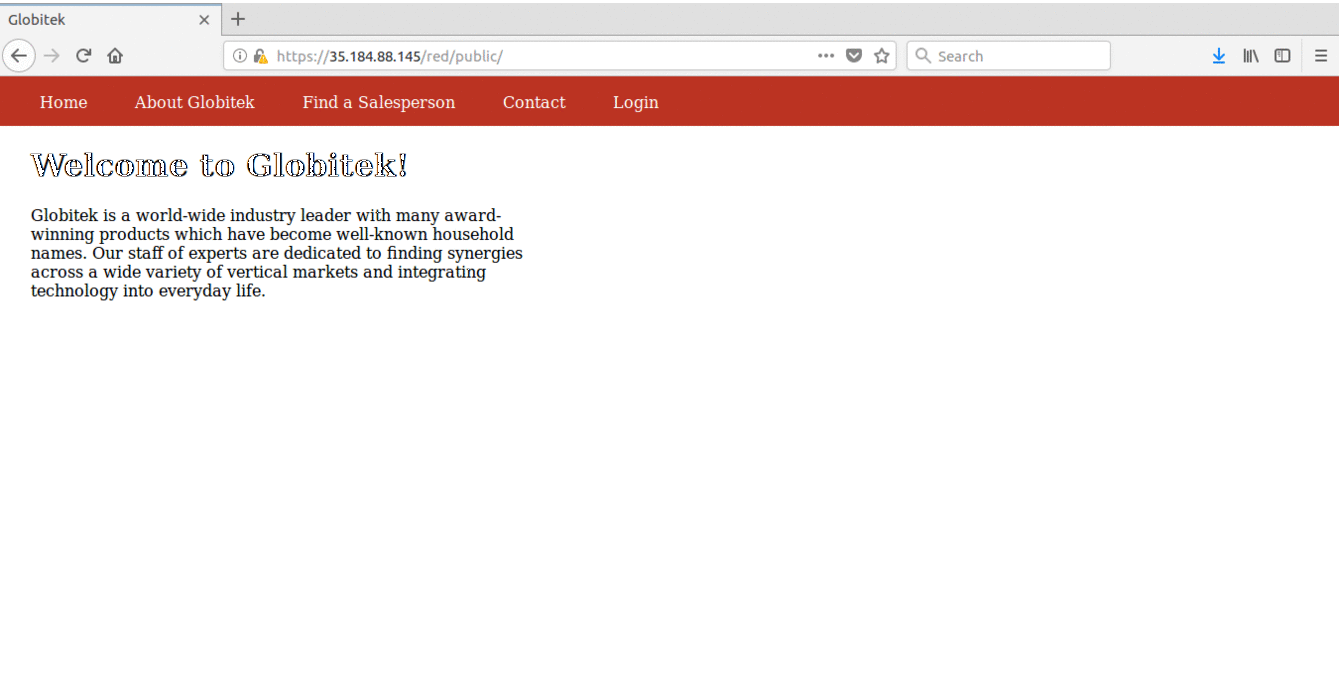 Globitek
https://35.184.88.145/red/public/
Search
Home About Globitek Find a Salesperson Contact Login
Welcome to Globitek!
Globitek is a world-wide industry leader with many award-
winning products which have become well-known household
names. Our staff of experts are dedicated to finding synergies
across a wide variety of vertical markets and integrating
technology into everyday life.